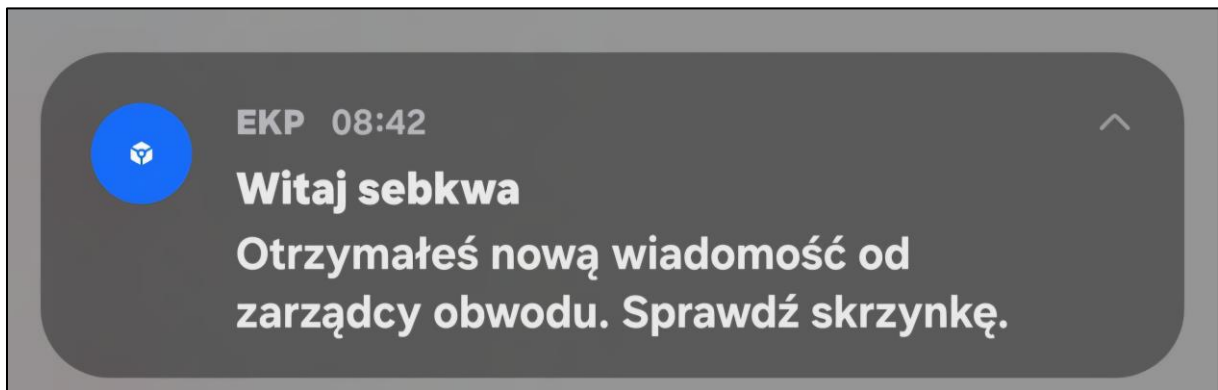 EKP 08:42
Witaj sebkwa
Otrzymałeś nową wiadomość od
zarządcy obwodu. Sprawdź skrzynkę.